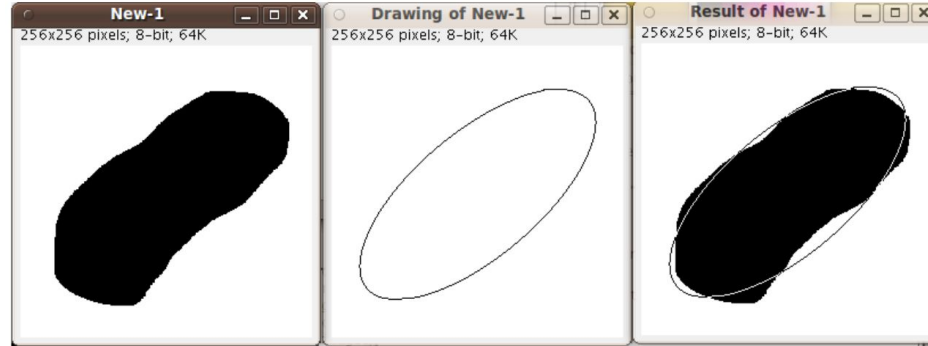 New-1
256x256 pixels; 8-bit; 64K
Drawing of New-1
256x256 pixels; 8-bit; 64K
Result of New-1
256x256 pixels; 8-bit; 64K